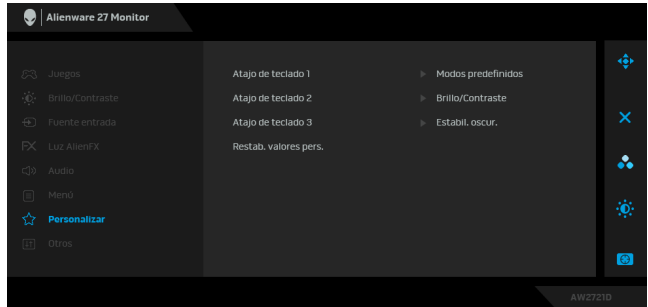 Alienware 27 Monitor
Juegos
Atajo de teclado 1 Modos predefinidos
Brillo/Contraste
Atajo de teclado 2 Brillo/Contraste
Fuente entrada
Atajo de teclado 3 Estabil. oscur.
Luz AlienFX
Restab. valores pers.
Audio
Menú
Personalizar
Otros
AW2721D